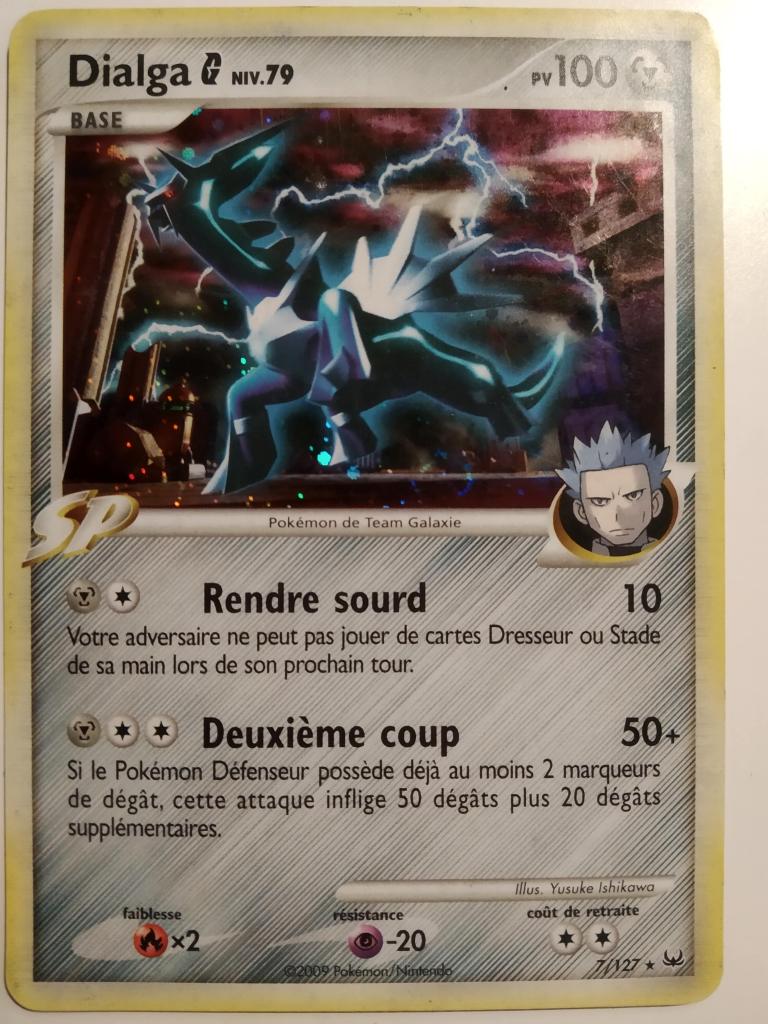 Dialga G NIV.79
PV 100
BASE
SP
Pokémon de Team Galaxie
Rendre sourd 10
Votre adversaire ne peut pas jouer de cartes Dresseur ou Stade
de sa main lors de son prochain tour.
Deuxième coup 50+
Si le Pokémon Défenseur possède déjà au moins 2 marqueurs
de dégât, cette attaque inflige 50 dégâts plus 20 dégâts
supplémentaires.
Illus. Yusuke Ishikawa
faiblesse résistance coût de retraite
×2 -20
©2009 Pokémon/Nintendo 7/127 ★